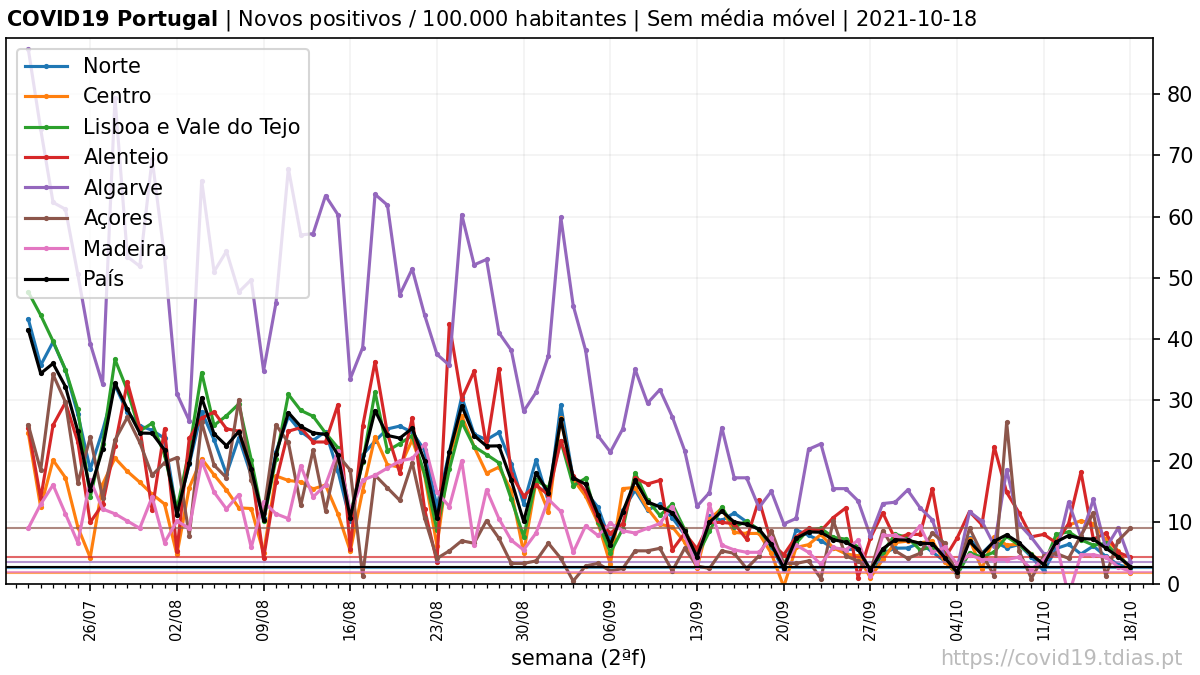 COVID19 Portugal | Novos positivos / 100.000 habitantes | Sem média móvel | 2021-10-18
Norte
Centro
Lisboa e Vale do Tejo
Alentejo
Algarve
Açores
Madeira
País
80
70
60
50
40
30
20
10
0
26/07
02/08
09/08
16/08
23/08
30/08
06/09
13/09
20/09
27/09
04/10
11/10
18/10
semana (2ªf)
https://covid19.tdias.pt